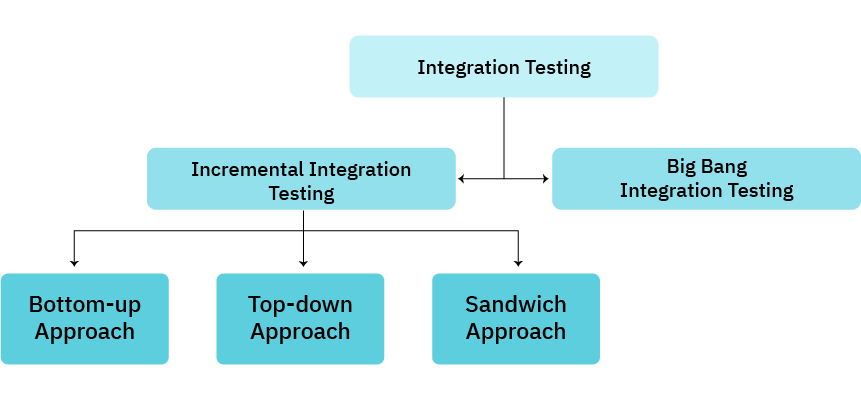 Integration Testing
Incremental Integration
Testing
Big Bang
Integration Testing
Bottom-up
Approach
Top-down
Approach
Sandwich
Approach